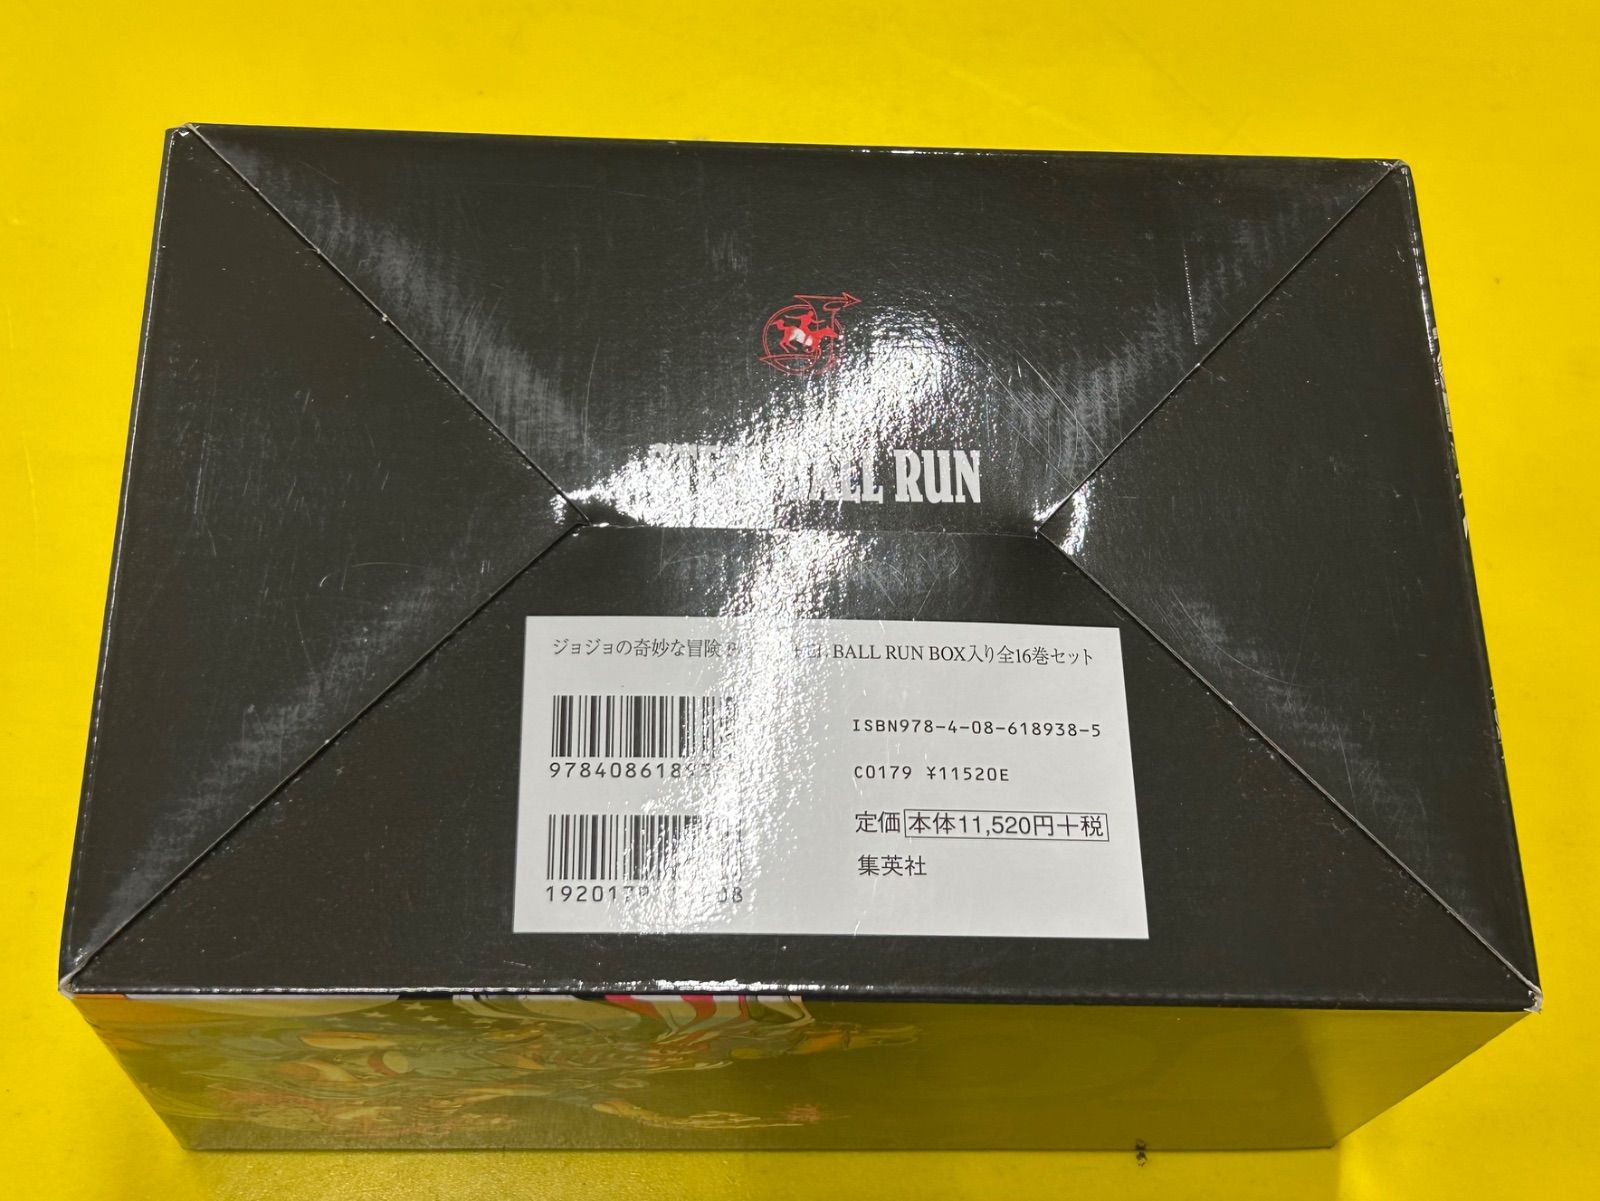 BALL RUN
ジョジョの奇妙な冒険 BALL RUN BOX入り全16巻セット
ISBN978-4-08-618938-5
C0179 ¥11520E
定価 本体11,520円+税
集英社